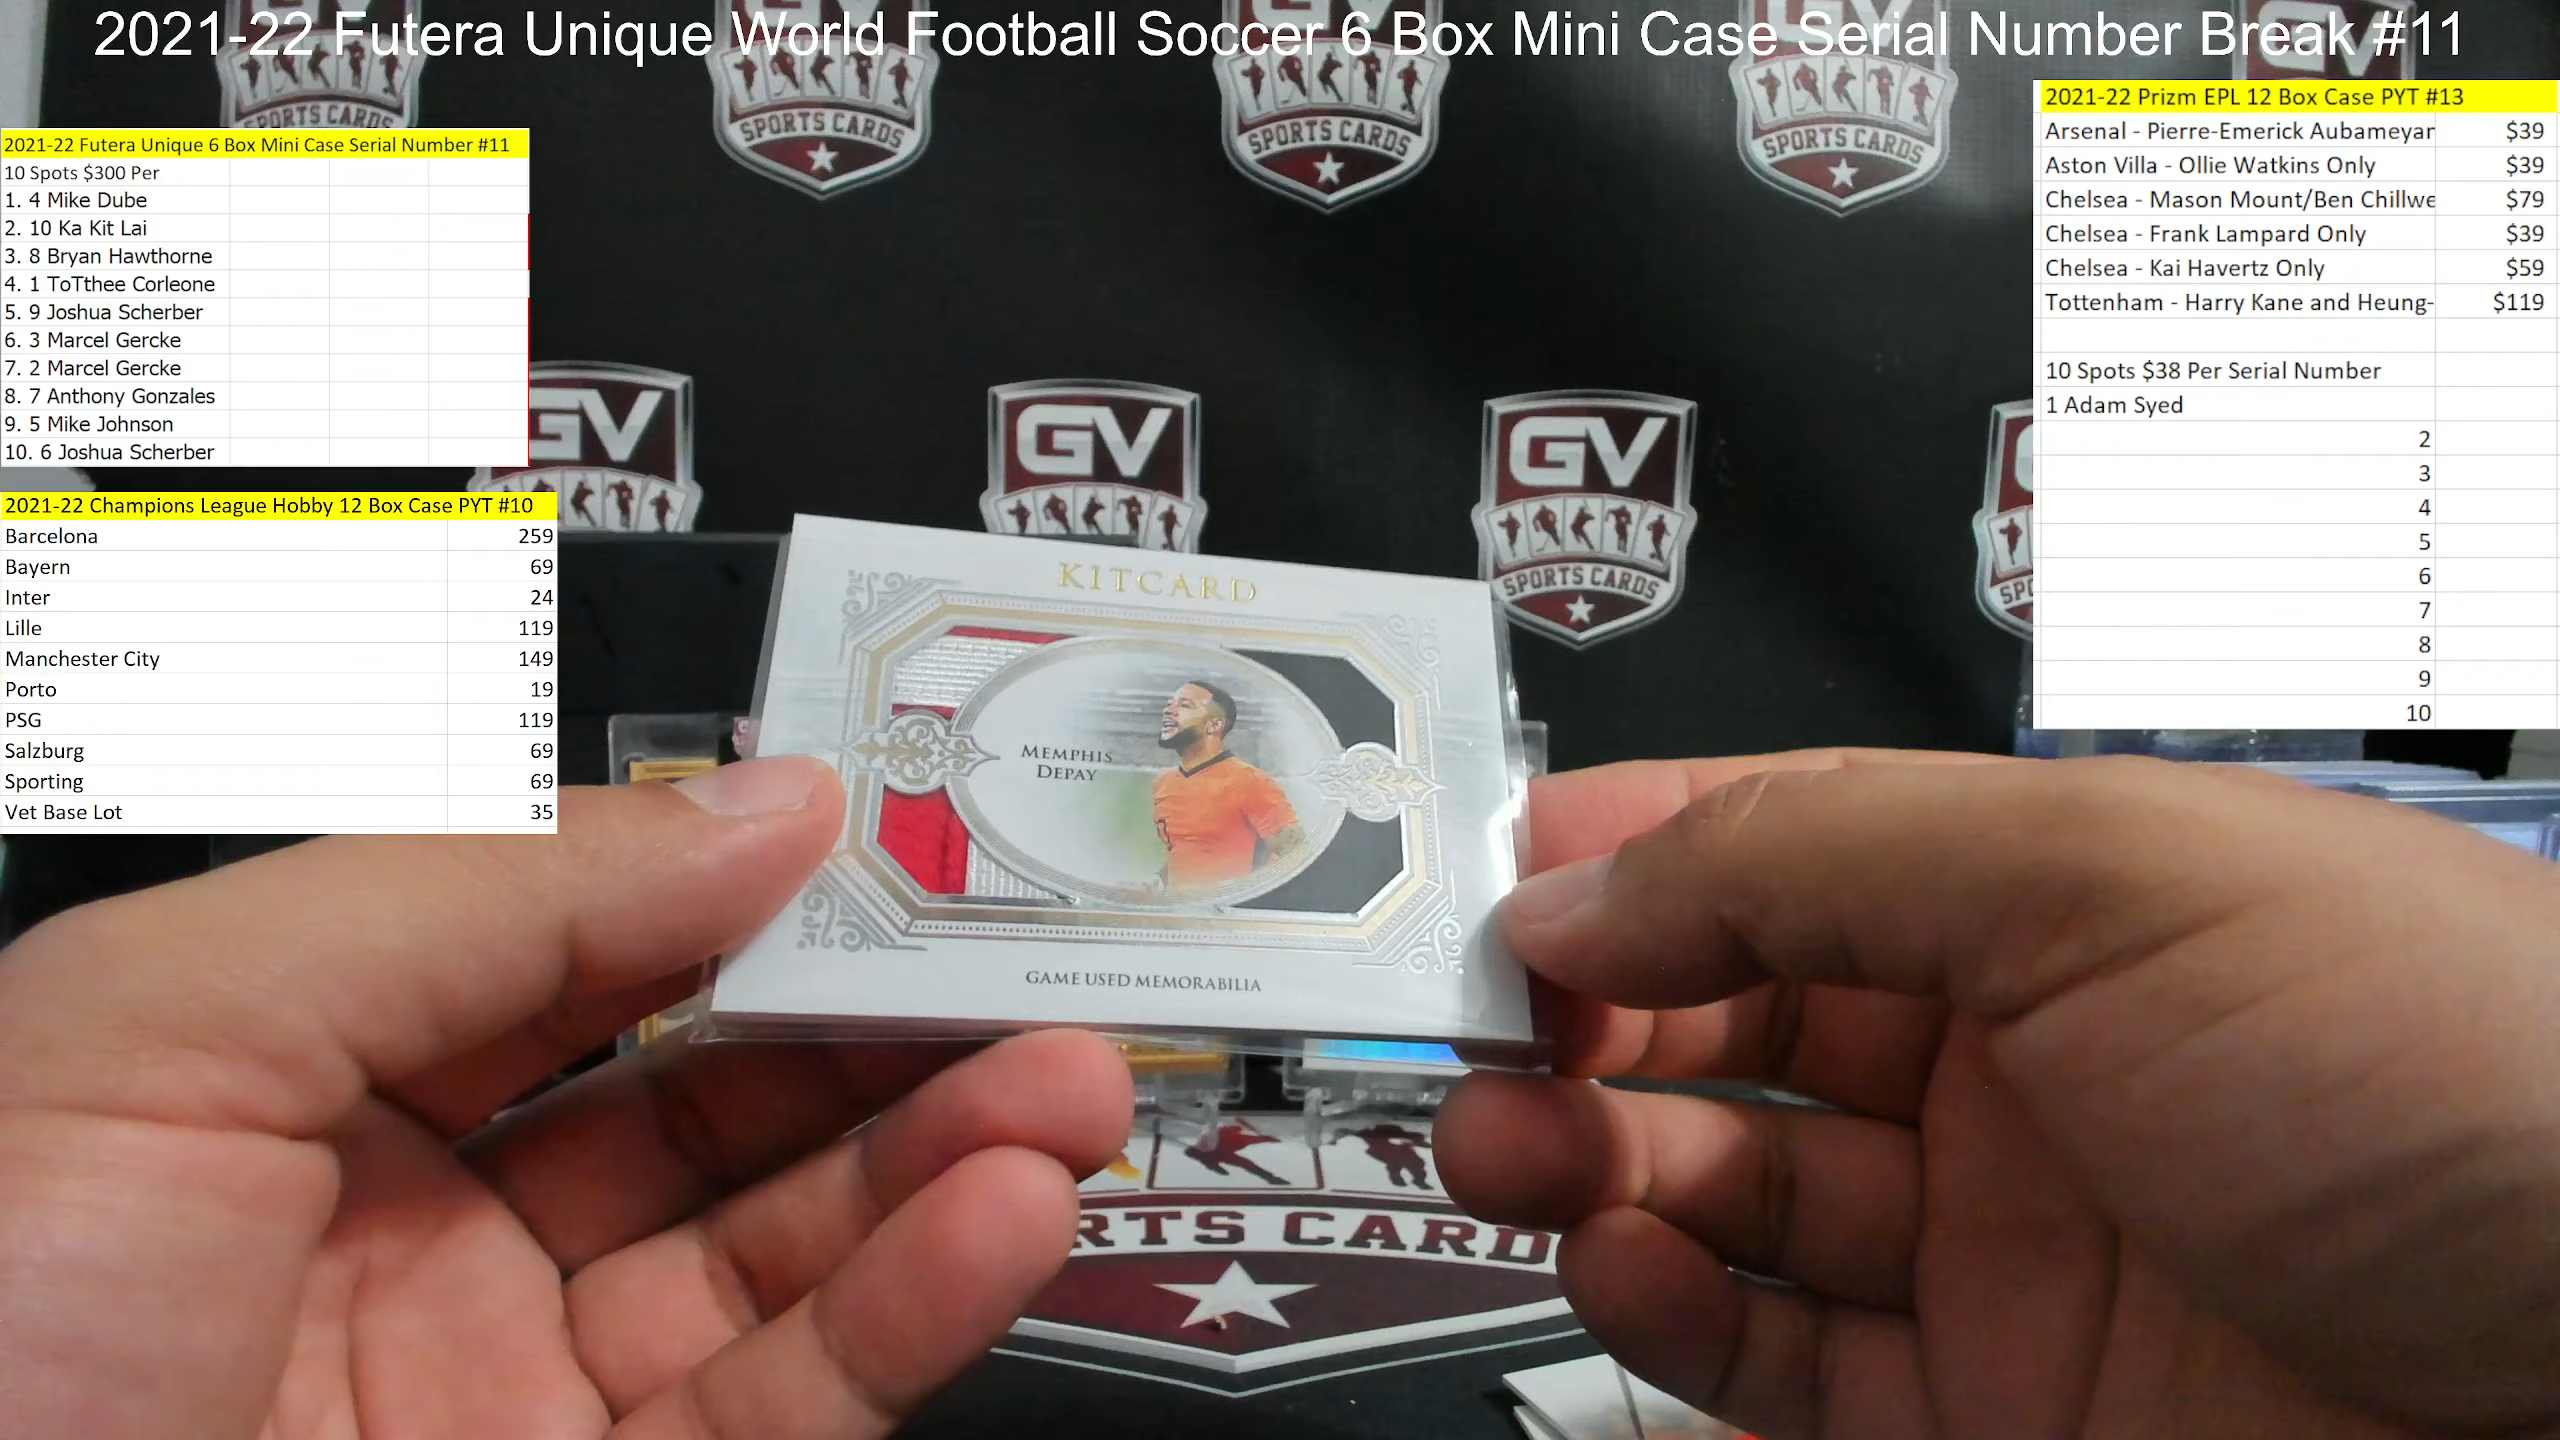 2021-22 Futera Unique World Football Soccer 6 Box Mini Case Serial Number Break #11
GV
SPORTS CARDS
SPORTS CARDS
SPORTS CARDS
SPORTS CARDS
2021-22 Futera Unique 6 Box Mini Case Serial Number #11
10 Spots $300 Per
1. 4 Mike Dube
2. 10 Ka Kit Lai
3. 8 Bryan Hawthorne
4. 1 ToTthee Corleone
5. 9 Joshua Scherber
6. 3 Marcel Gercke
7. 2 Marcel Gercke
8. 7 Anthony Gonzales
9. 5 Mike Johnson
10. 6 Joshua Scherber
2021-22 Champions League Hobby 12 Box Case PYT #10
Barcelona 259
Bayern 69
Inter 24
Lille 119
Manchester City 149
Porto 19
PSG 119
Salzburg 69
Sporting 69
Vet Base Lot 35
2021-22 Prizm EPL 12 Box Case PYT #13
Arsenal - Pierre-Emerick Aubameyar $39
Aston Villa - Ollie Watkins Only $39
Chelsea - Mason Mount/Ben Chillwe $79
Chelsea - Frank Lampard Only $39
Chelsea - Kai Havertz Only $59
Tottenham - Harry Kane and Heung- $119
10 Spots $38 Per Serial Number
1 Adam Syed
2
3
4
5
6
7
8
9
10
GV
GV
GV
SPORTS CARDS
KITCARD
MEMPHIS
DEPAY
GAME USED MEMORABILIA
RTS CARD